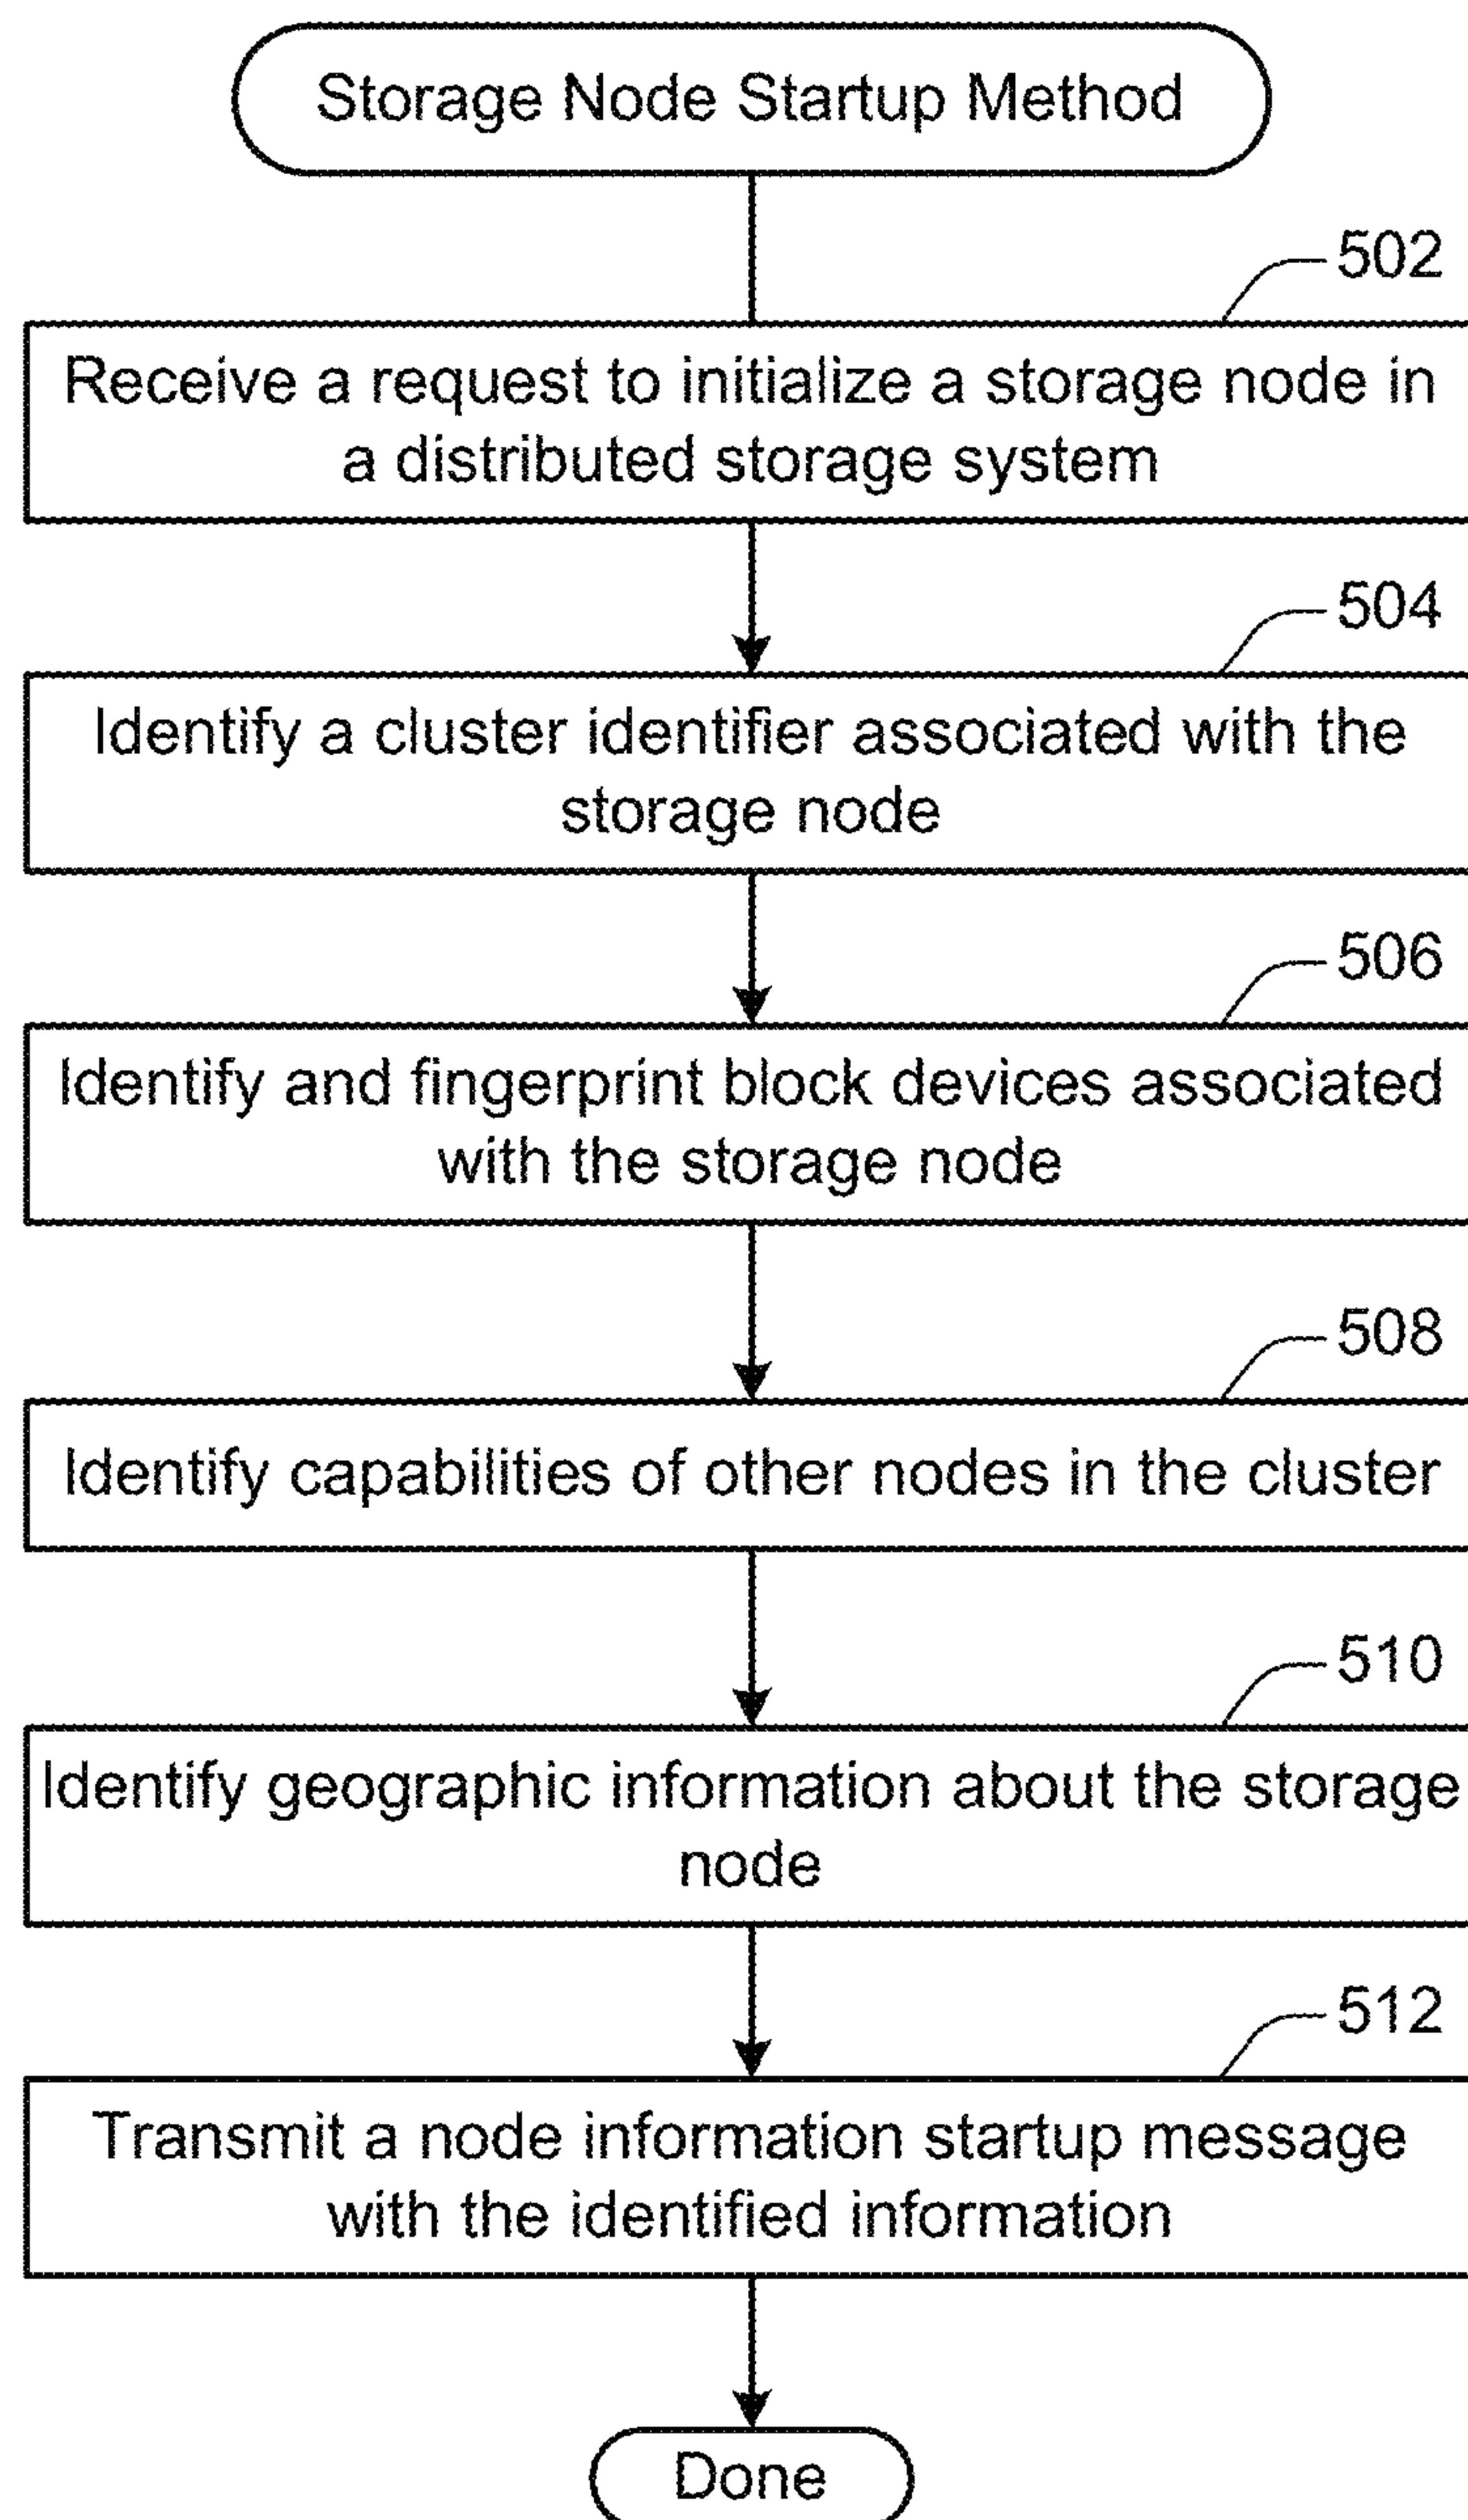 Storage Node Startup Method
502
Receive a request to initialize a storage node in
a distributed storage system
504
Identify a cluster identifier associated with the
storage node
506
Identify and fingerprint block devices associated
with the storage node
508
Identify capabilities of other nodes in the cluster
510
Identify geographic information about the storage
node
512
Transmit a node information startup message
with the identified information
Done